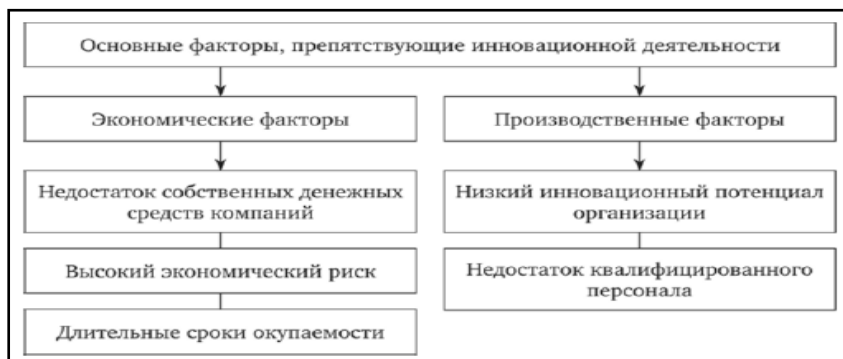 Основные факторы, препятствующие инновационной деятельности
Экономические факторы
Производственные факторы
Недостаток собственных денежных
средств компаний
Низкий инновационный потенциал
организации
Высокий экономический риск
Недостаток квалифицированного
персонала
Длительные сроки окупаемости